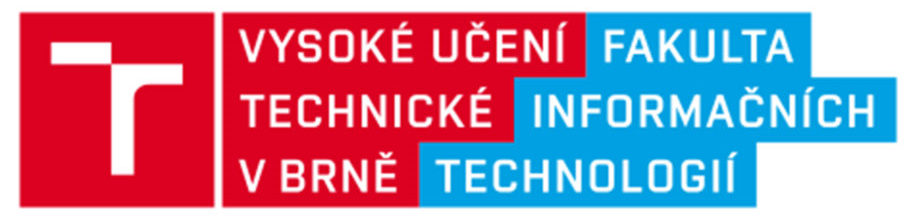 VYSOKÉ UČENÍ FAKULTA
TECHNICKÉ INFORMAČNÍCH
V BRNĚ TECHNOLOGIÍ